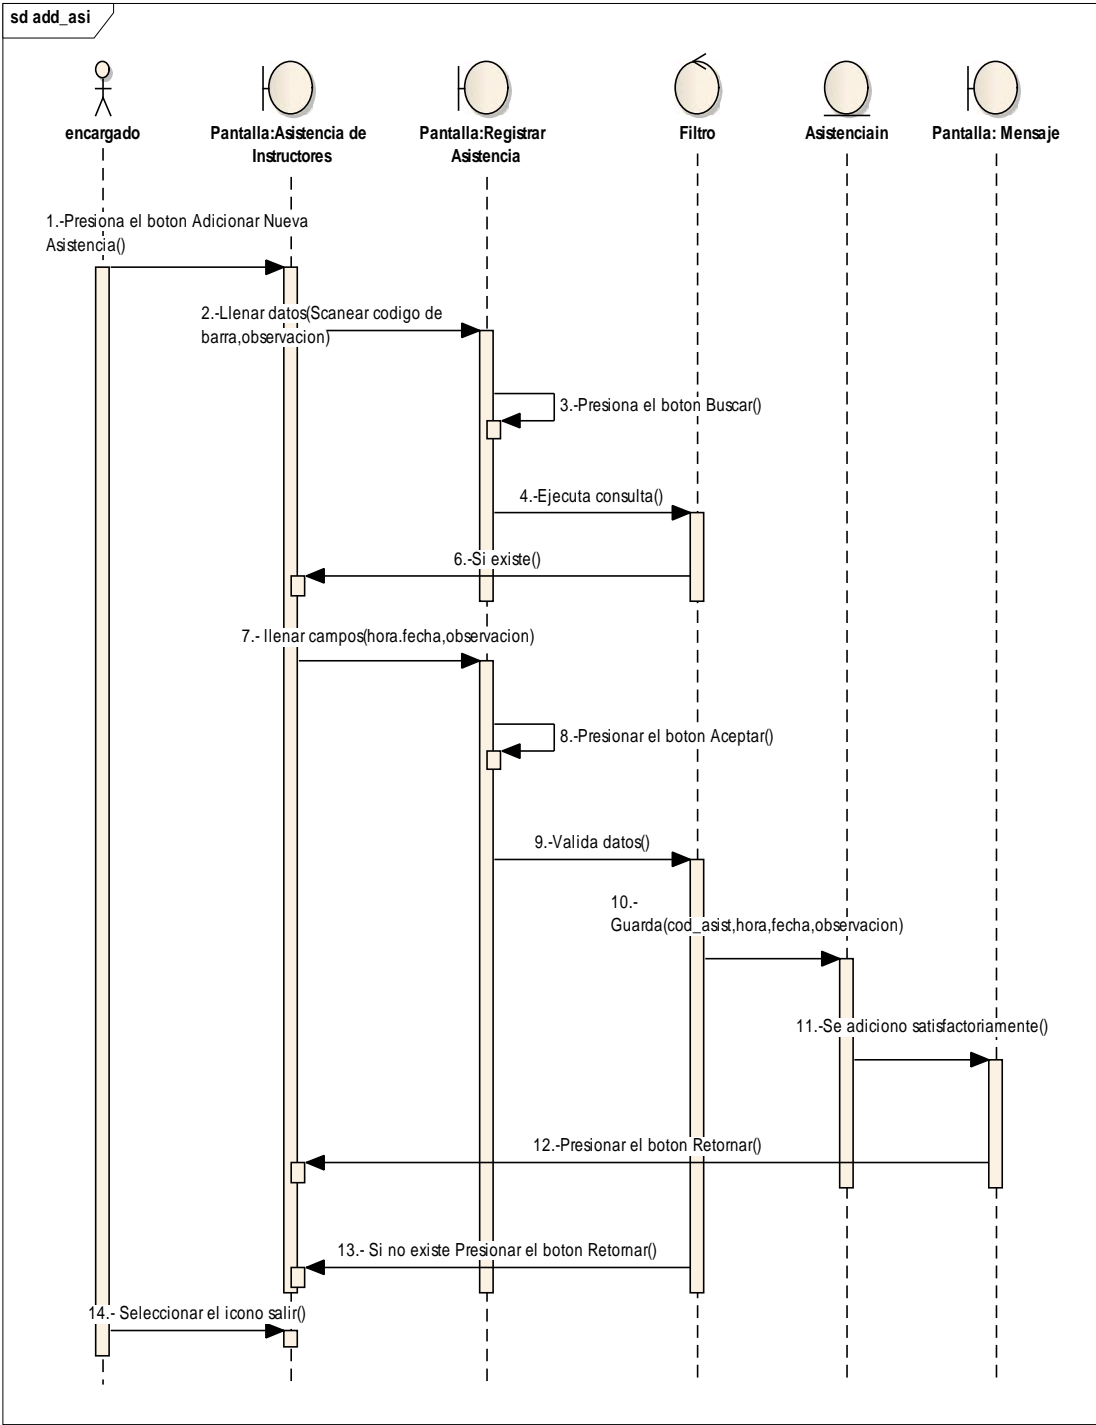 sd add_asi
encargado
Pantalla:Asistencia de
Instructores
Pantalla:Registrar
Asistencia
Filtro
Asistenciain
Pantalla: Mensaje
1.-Presiona el boton Adicionar Nueva
Asistencia()
2.-Llenar datos(Scanear codigo de
barra,observacion)
3.-Presiona el boton Buscar()
4.-Ejecuta consulta()
6.-Si existe()
7.- llenar campos(hora.fecha,observacion)
8.-Presionar el boton Aceptar()
9.-Valida datos()
10.-
Guarda(cod_asist,hora,fecha,observacion)
11.-Se adiciono satisfactoriamente()
12.-Presionar el boton Retornar()
13.- Si no existe Presionar el boton Retornar()
14.- Seleccionar el icono salir()